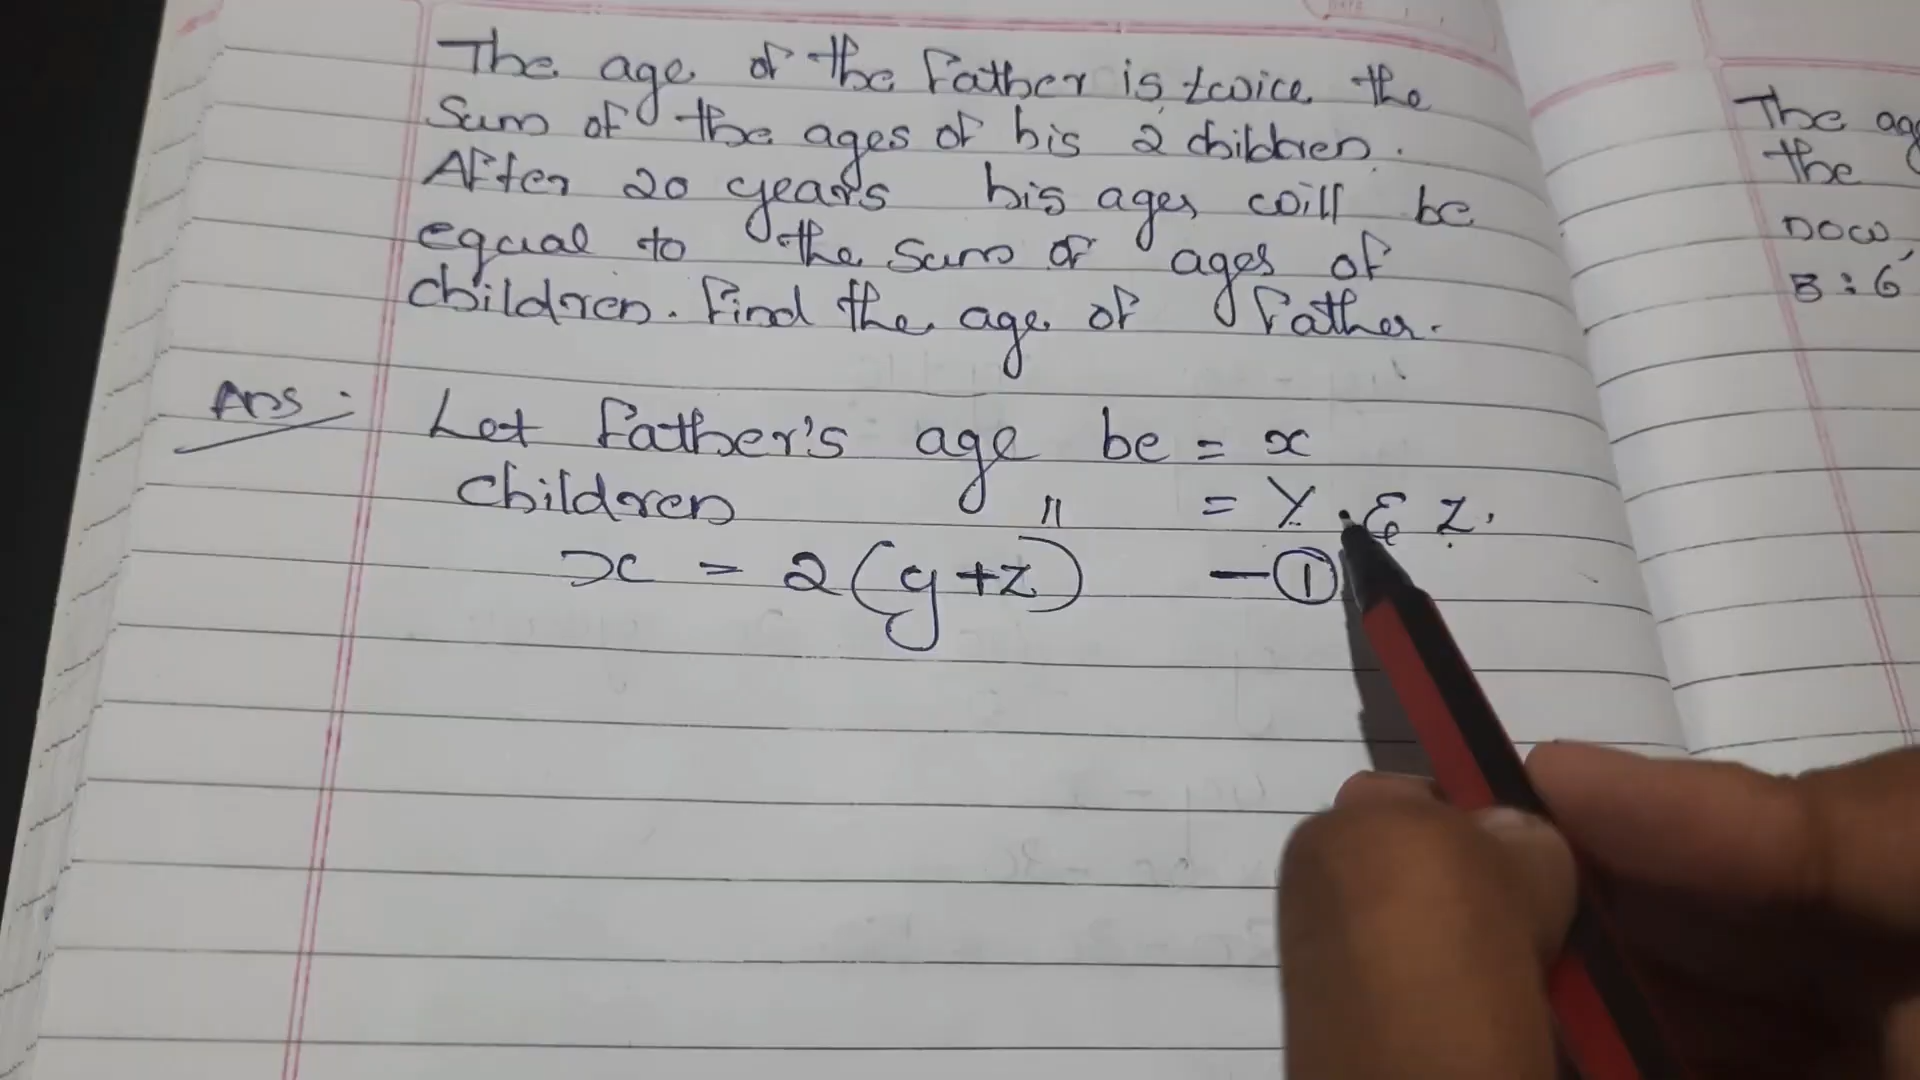 The age of the father is twice the
sum of the ages of his 2 children.
After 20 years his ages will be
equal to the sum of ages of
children. Find the age of father.
Ans :- Let father's age be = x
children " = y & z.
x = 2(y+z) - ①
The ag
the
now,
3:6